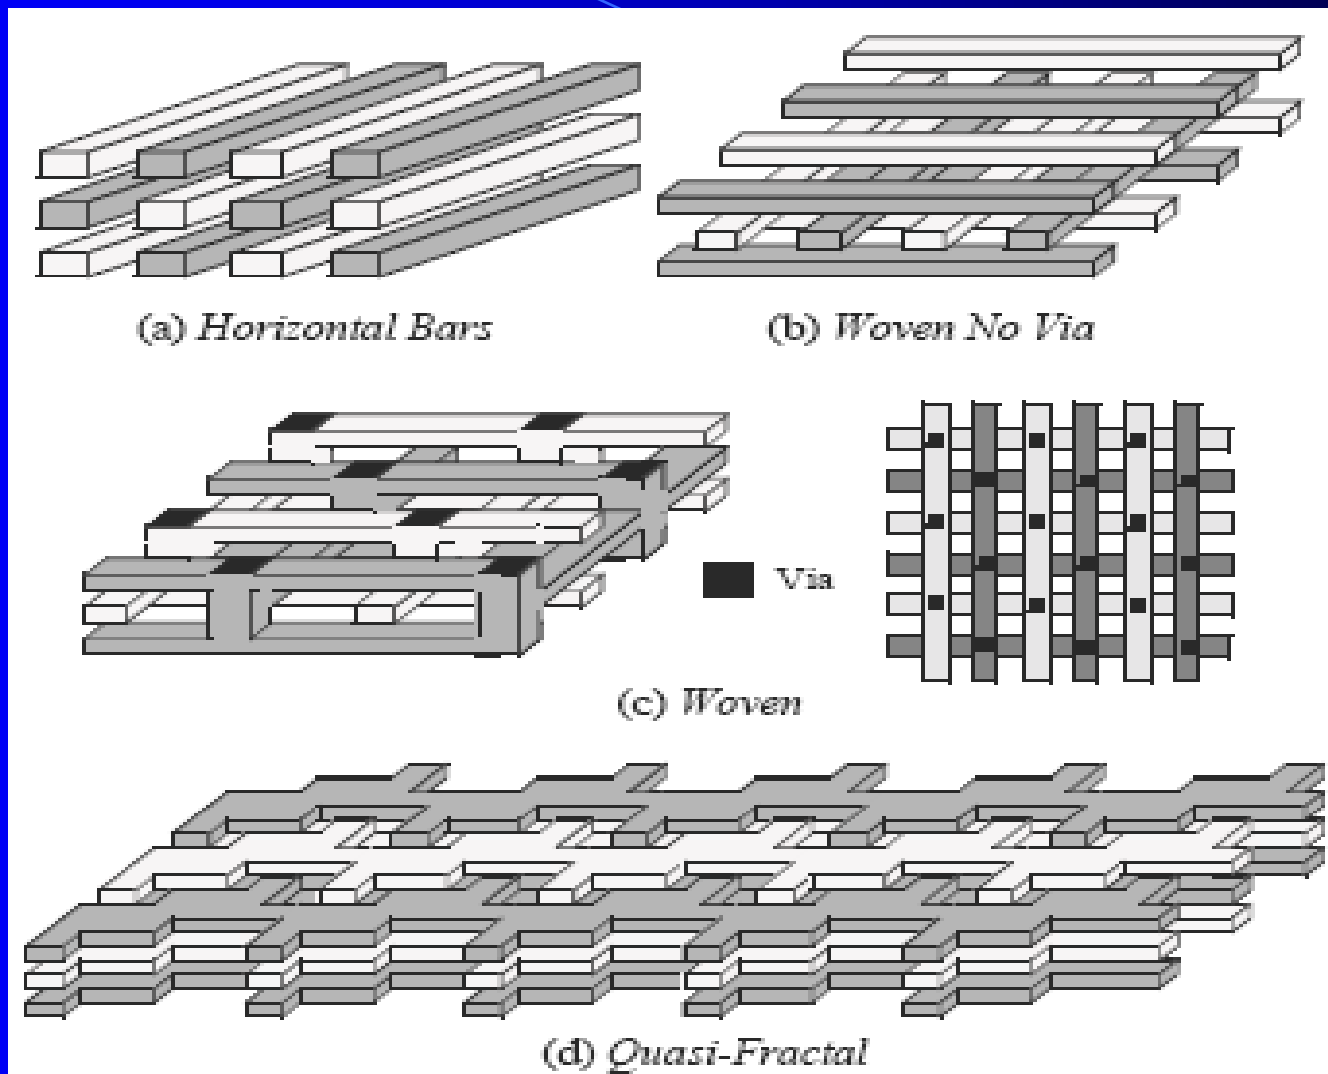 (a) Horizontal Bars
(b) Woven No Via
Via
(c) Woven
(d) Quasi-Fractal